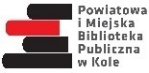 Powiatowa
i Miejska
Biblioteka
Publiczna
w Kole